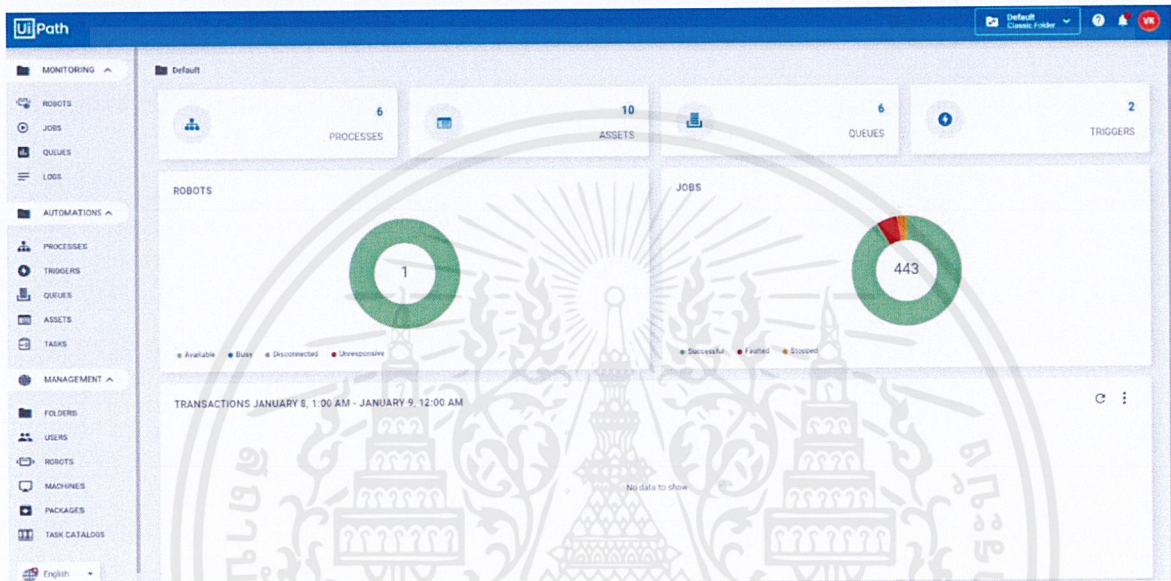 UiPath
Default
Classic Folder
VK
MONITORING
ROBOTS
JOBS
QUEUES
LOGS
AUTOMATIONS
PROCESSES
TRIGGERS
QUEUES
ASSETS
TASKS
MANAGEMENT
FOLDERS
USERS
ROBOTS
MACHINES
PACKAGES
TASK CATALOGS
English
Default
6
PROCESSES
10
ASSETS
6
QUEUES
2
TRIGGERS
ROBOTS
1
Available Busy Disconnected Unresponsive
JOBS
443
Successful Faulted Stopped
TRANSACTIONS JANUARY 8, 1:00 AM - JANUARY 9, 12:00 AM
No data to show